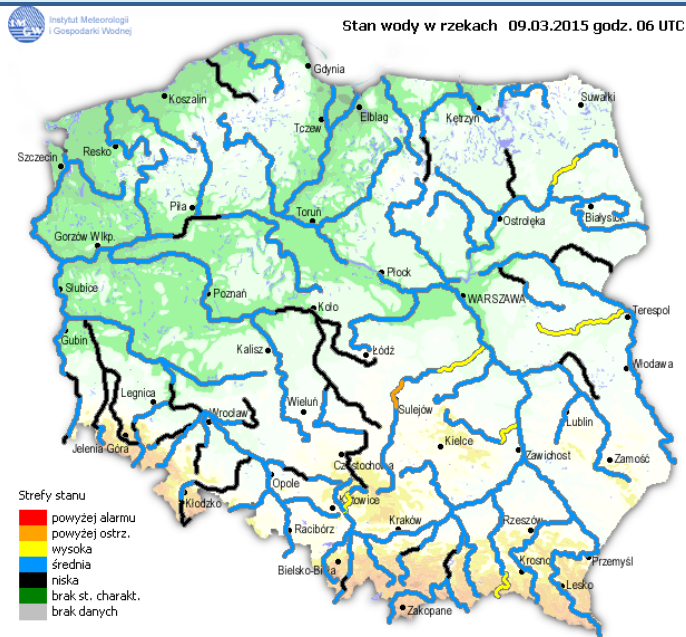 Instytut Meteorologii
i Gospodarki Wodnej
Stan wody w rzekach 09.03.2015 godz. 06 UTC
Gdynia
Koszalin
Suwałki
Elbląg
Kętrzyn
Tczew
Resko
Szczecin
Piła
Toruń
Ostrołęka
Białystok
Gorzów Wlkp.
Płock
Słubice
Poznań
WARSZAWA
Koło
Terespol
Gubin
Kalisz
Łódź
Włodawa
Legnica
Wieluń
Sulejów
Wrocław
Lublin
Jelenia Góra
Kielce
Zawichost
Zamość
Częstochowa
Opole
Strefy stanu
Kłodzko
Katowice
powyżej alarmu
Racibórz
Kraków
Rzeszów
powyżej ostrz.
wysoka
Przemyśl
Krosno
średnia
Bielsko-Biała
niska
Lesko
brak st. charakt.
Zakopane
brak danych